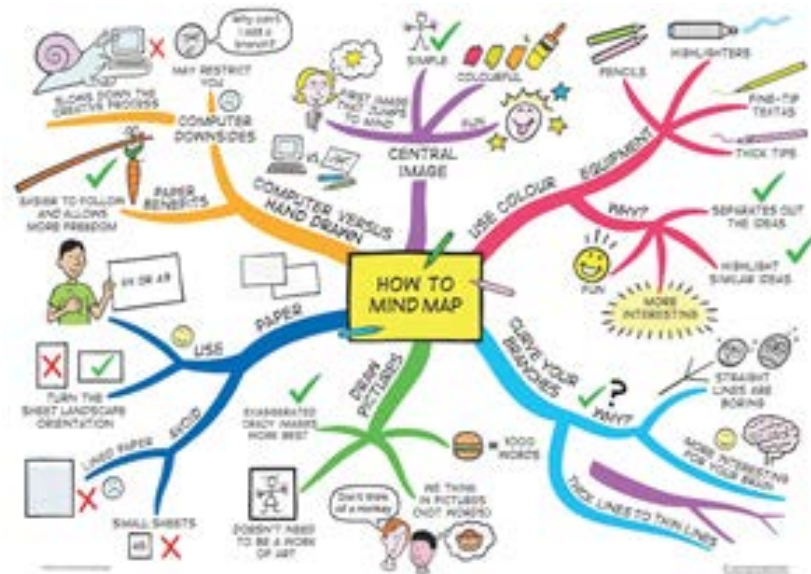 HOW TO
MIND MAP
CENTRAL
IMAGE
FIRST IMAGE
THAT JUMPS
TO MIND
SIMPLE
COLOURFUL
FUN
USE COLOUR
EQUIPMENT
PENCILS
HIGHLIGHTERS
FINE-TIP
TEXTAS
THICK TIPS
WHY?
SEPARATES OUT
THE IDEAS
HIGHLIGHT
SIMILAR IDEAS
MORE
INTERESTING
FUN
CURVE YOUR
BRANCHES
?
WHY?
STRAIGHT
LINES ARE
BORING
MORE INTERESTING
FOR YOUR BRAIN
THICK LINES TO THIN LINES
DRAW
PICTURES
= 1000
WORDS
WE THINK
IN PICTURES
(NOT WORDS)
Don't think
of a monkey
DOESN'T NEED
TO BE A WORK
OF ART
EXAGGERATED
CRAZY IMAGES
MORE BEST
PAPER
USE
TURN THE
SHEET LANDSCAPE
ORIENTATION
AVOID
LINED PAPER
SMALL SHEETS
A5
COMPUTER VERSUS
HAND DRAWN
VS
PAPER
BENEFITS
EASIER TO FOLLOW
AND ALLOWS
MORE FREEDOM
COMPUTER
DOWNSIDES
SLOWS DOWN THE
CREATIVE PROCESS
MAY RESTRICT
YOU
Why can't
I add a
branch?